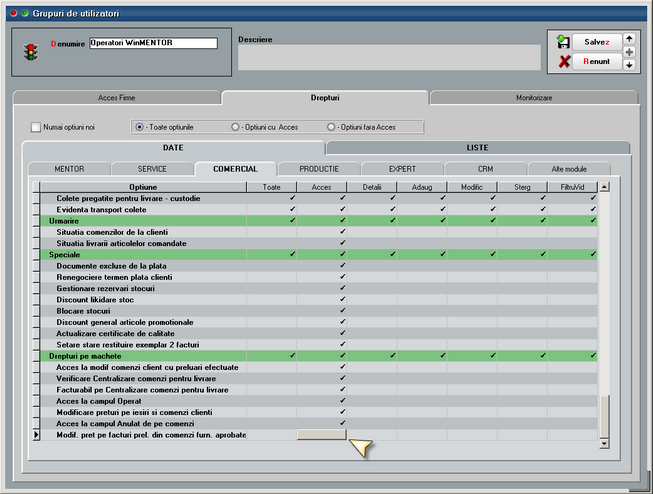 Grupuri de utilizatori
Denumire Operatori WinMENTOR
Descriere
Salvez
Renunt
Acces Firme Drepturi Monitorizare
Numai optiuni noi - Toate optiunile - Optiuni cu Acces - Optiuni fara Acces
DATE LISTE
MENTOR SERVICE COMERCIAL PRODUCTIE EXPERT CRM Alte module
Optiune Toate Acces Detalii Adaug Modific Sterg FiltruVid
Colete pregatite pentru livrare - custodie
Evidenta transport colete
Urmarire
Situatia comenzilor de la clienti
Situatia livrarii articolelor comandate
Speciale
Documente excluse de la plata
Renegociere termen plata clienti
Gestionare rezervari stocuri
Discount likidare stoc
Blocare stocuri
Discount general articole promotionale
Actualizare certificate de calitate
Setare stare restituire exemplar 2 facturi
Drepturi pe machete
Acces la modif comenzi client cu preluari efectuate
Verificare Centralizare comenzi pentru livrare
Facturabil pe Centralizare comenzi pentru livrare
Acces la campul Operat
Modificare preturi pe iesiri si comenzi clienti
Acces la campul Anulat de pe comenzi
Modif. pret pe facturi prel. din comenzi furn. aprobate